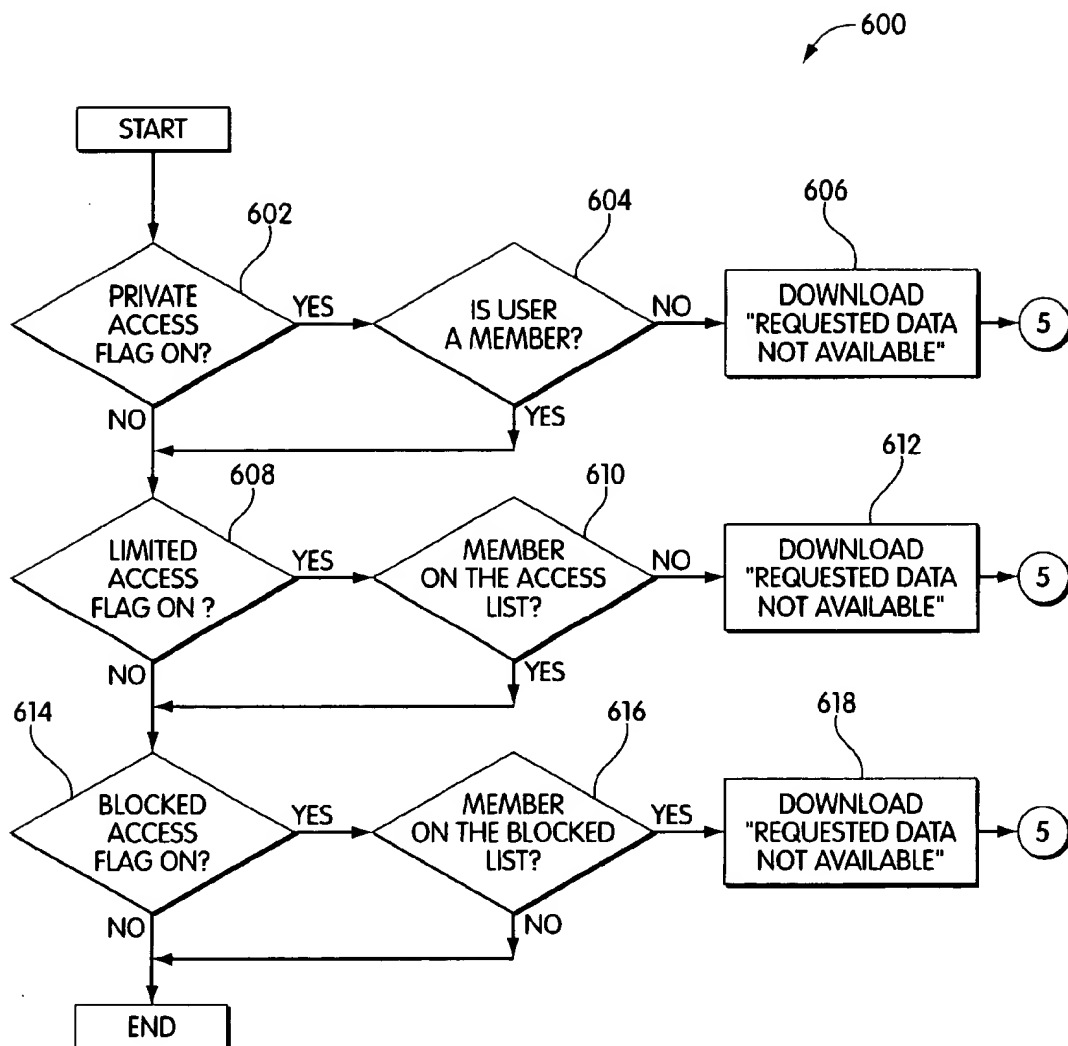 600
START
602
604
606
PRIVATE
ACCESS
FLAG ON?
YES
IS USER
A MEMBER?
NO
DOWNLOAD
"REQUESTED DATA
NOT AVAILABLE"
5
NO
YES
608
610
612
LIMITED
ACCESS
FLAG ON ?
YES
MEMBER
ON THE ACCESS
LIST?
NO
DOWNLOAD
"REQUESTED DATA
NOT AVAILABLE"
5
NO
YES
614
616
618
BLOCKED
ACCESS
FLAG ON?
YES
MEMBER
ON THE BLOCKED
LIST?
YES
DOWNLOAD
"REQUESTED DATA
NOT AVAILABLE"
5
NO
NO
END